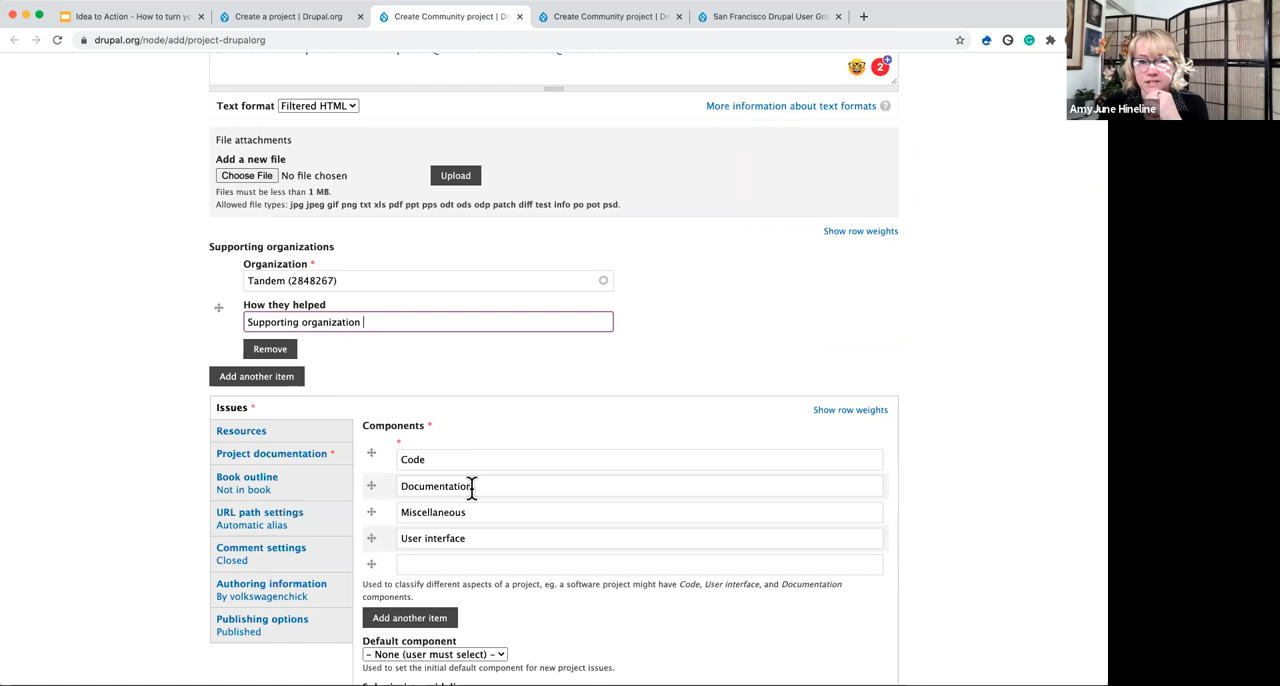 Idea to Action - How to turn yo
Create a project | Drupal.org
Create Community project | Dr
Create Community project | Dr
San Francisco Drupal User Gro
drupal.org/node/add/project-drupalorg
Amy June Hineline
2
Text format Filtered HTML
More information about text formats
File attachments
Add a new file
Choose File No file chosen
Upload
Files must be less than 1 MB.
Allowed file types: jpg jpeg gif png txt xls pdf ppt pps odt ods odp patch diff test info po pot psd.
Show row weights
Supporting organizations
Organization *
Tandem (2848267)
How they helped
Supporting organization
Remove
Add another item
Issues *
Show row weights
Resources
Project documentation *
Book outline
Not in book
URL path settings
Automatic alias
Comment settings
Closed
Authoring information
By volkswagenchick
Publishing options
Published
Components *
*
Code
Documentation
Miscellaneous
User interface
Used to classify different aspects of a project, eg. a software project might have Code, User interface, and Documentation
components.
Add another item
Default component
– None (user must select) –
Used to set the initial default component for new project issues.